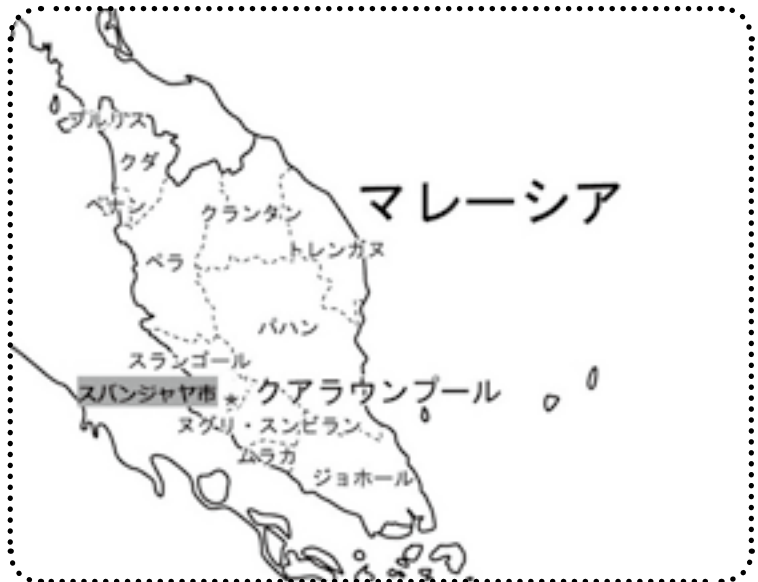 プルリス
クダ
ペナン
クランタン
マレーシア
トレンガヌ
ペラ
パハン
スランゴール
スバンジャヤ市
クアラウンプール
ヌグリ・スンビラン
ムラカ
ジョホール